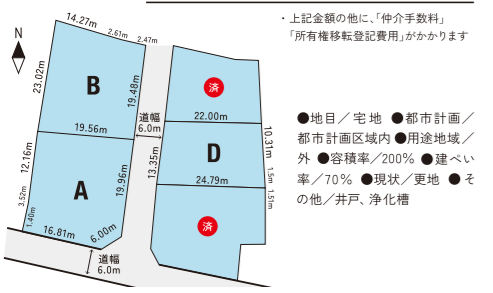 ・上記金額の他に、「仲介手数料」
「所有権移転登記費用」がかかります
N
14.27m
2.61m
2.47m
23.02m
B
19.48m
済
道幅
6.0m
22.00m
19.56m
10.31m
D
13.35m
12.16m
19.96m
24.79m
1.5m
1.51m
A
3.52m
1.40m
済
16.81m
6.00m
道幅
6.0m
●地目／宅地 ●都市計画／
都市計画区域内 ●用途地域／
外 ●容積率／200% ●建ぺい
率／70% ●現状／更地 ●そ
の他／井戸、浄化槽